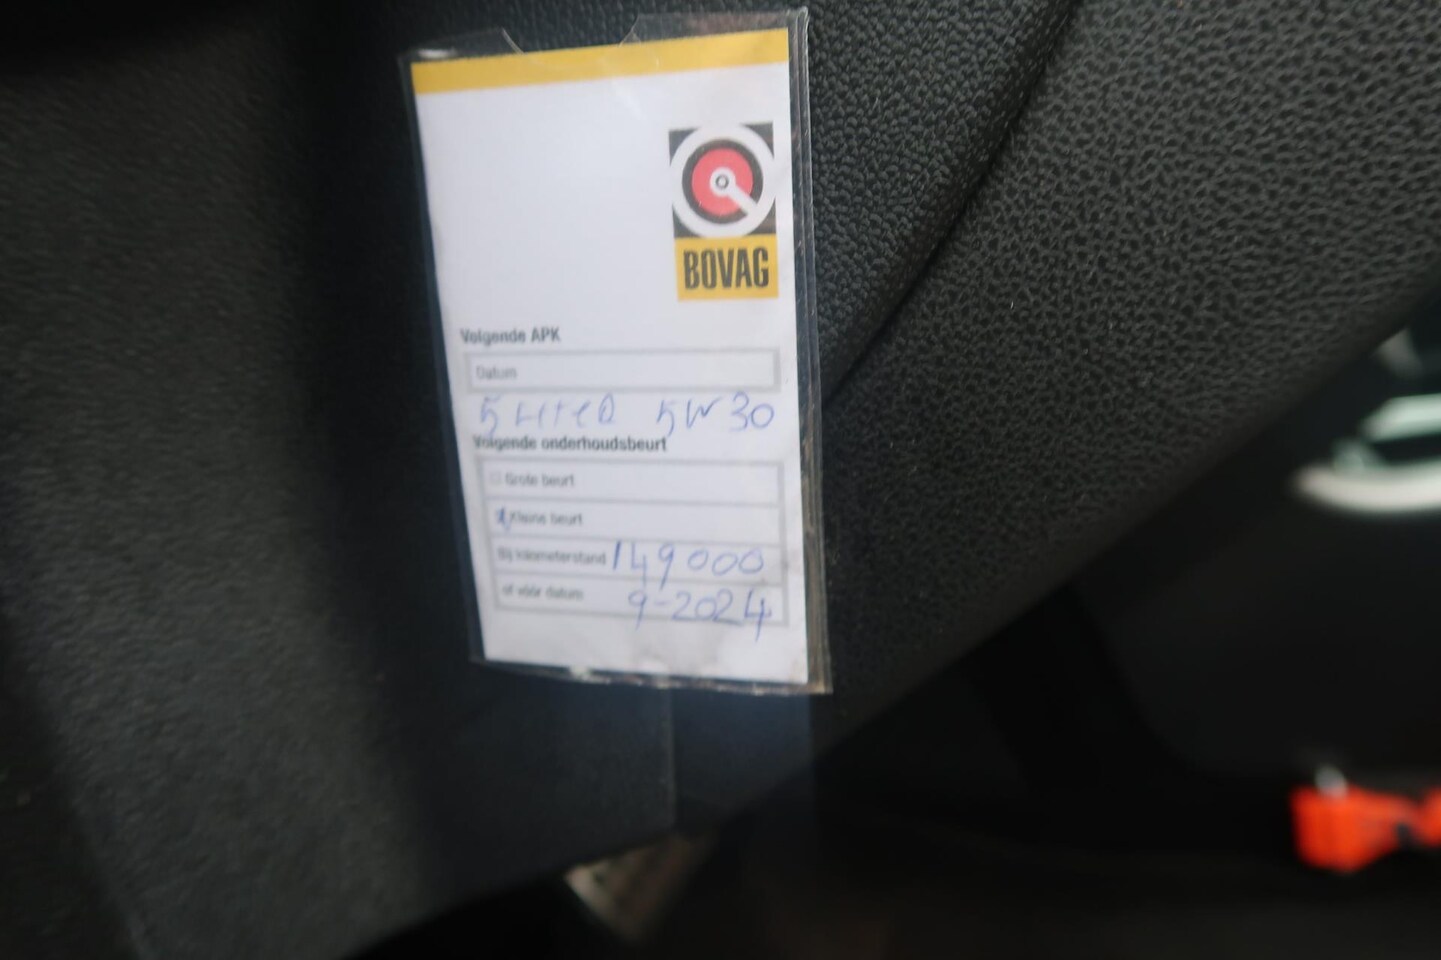 BOVAG
Volgende APK
Datum
5 LITER 5W30
Volgende onderhoudsbeurt
Grote beurt
Kleine beurt
Bij kilometerstand 149000
of vóór datum 9-2024